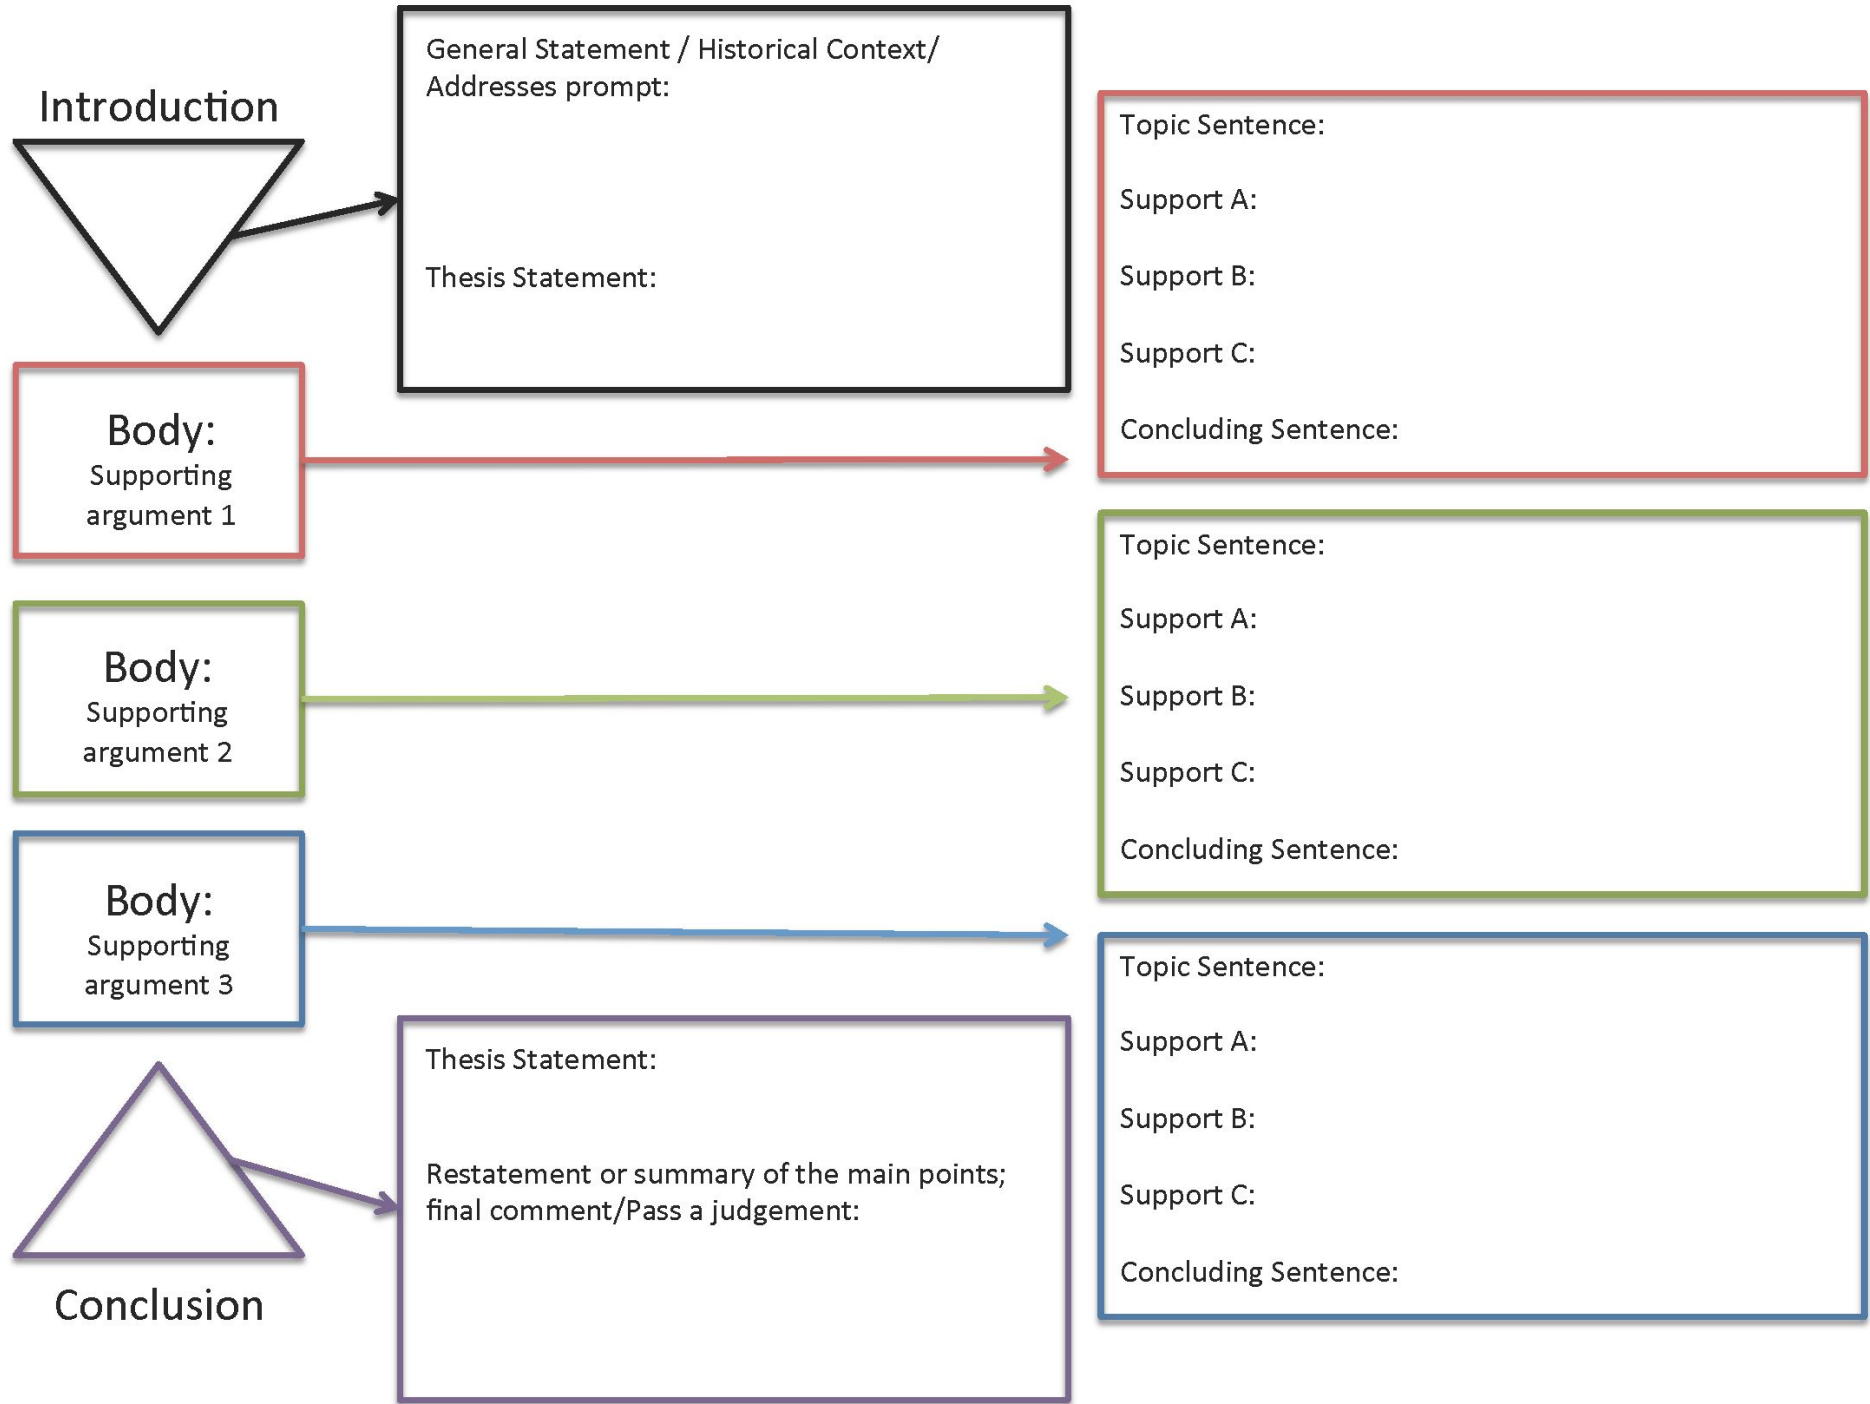 Introduction
General Statement / Historical Context/
Addresses prompt:
Thesis Statement:
Body:
Supporting
argument 1
Topic Sentence:
Support A:
Support B:
Support C:
Concluding Sentence:
Body:
Supporting
argument 2
Topic Sentence:
Support A:
Support B:
Support C:
Concluding Sentence:
Body:
Supporting
argument 3
Topic Sentence:
Support A:
Support B:
Support C:
Concluding Sentence:
Conclusion
Thesis Statement:
Restatement or summary of the main points;
final comment/Pass a judgement: